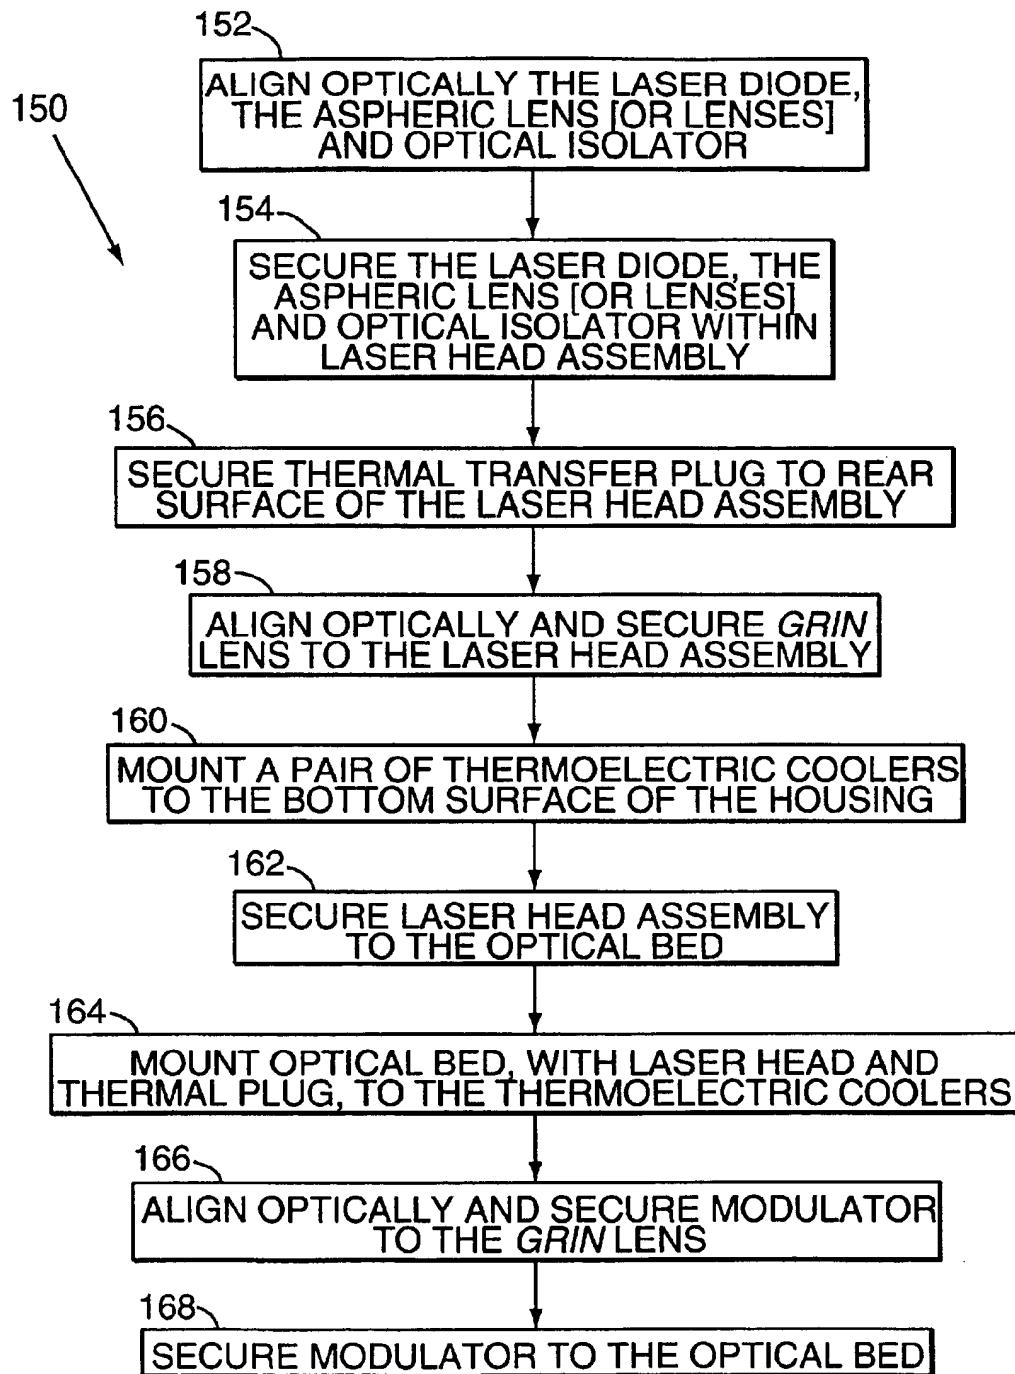 150
152
ALIGN OPTICALLY THE LASER DIODE,
THE ASPHERIC LENS [OR LENSES]
AND OPTICAL ISOLATOR
154
SECURE THE LASER DIODE, THE
ASPHERIC LENS [OR LENSES]
AND OPTICAL ISOLATOR WITHIN
LASER HEAD ASSEMBLY
156
SECURE THERMAL TRANSFER PLUG TO REAR
SURFACE OF THE LASER HEAD ASSEMBLY
158
ALIGN OPTICALLY AND SECURE GRIN
LENS TO THE LASER HEAD ASSEMBLY
160
MOUNT A PAIR OF THERMOELECTRIC COOLERS
TO THE BOTTOM SURFACE OF THE HOUSING
162
SECURE LASER HEAD ASSEMBLY
TO THE OPTICAL BED
164
MOUNT OPTICAL BED, WITH LASER HEAD AND
THERMAL PLUG, TO THE THERMOELECTRIC COOLERS
166
ALIGN OPTICALLY AND SECURE MODULATOR
TO THE GRIN LENS
168
SECURE MODULATOR TO THE OPTICAL BED